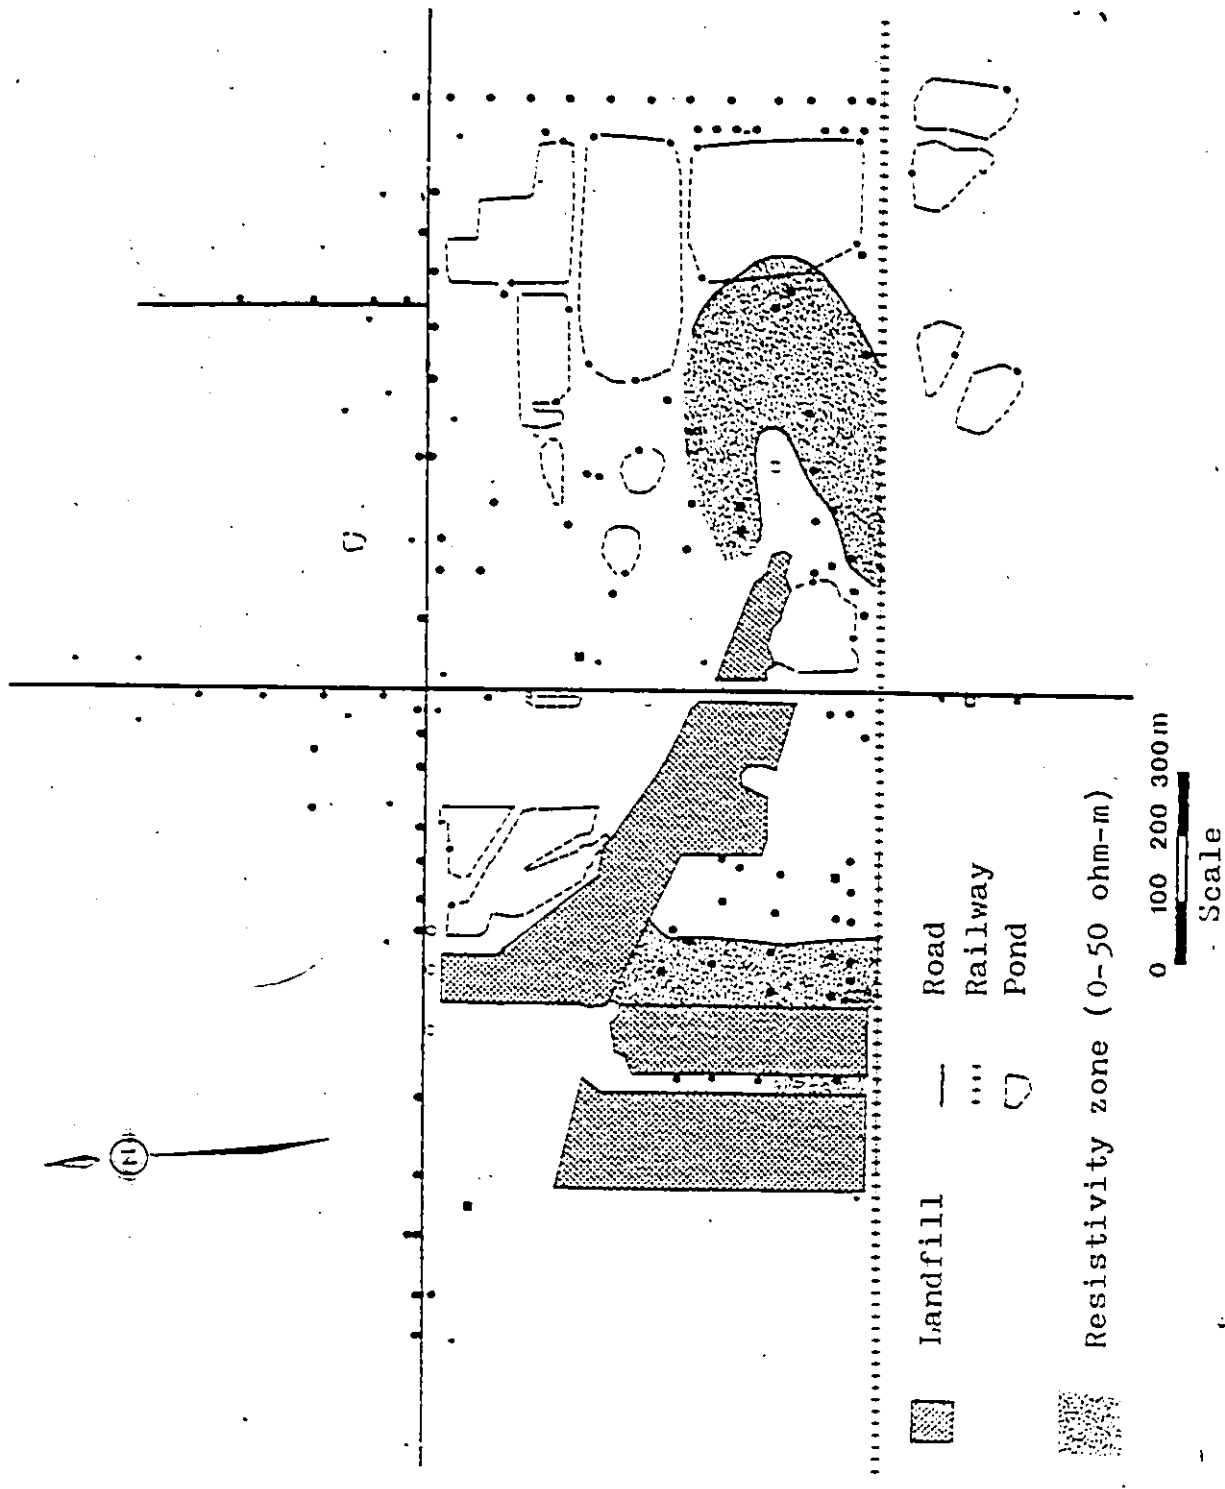 N
Landfill
Road
Railway
Pond
Resistivity zone (0-50 ohm-m)
0 100 200 300m
Scale